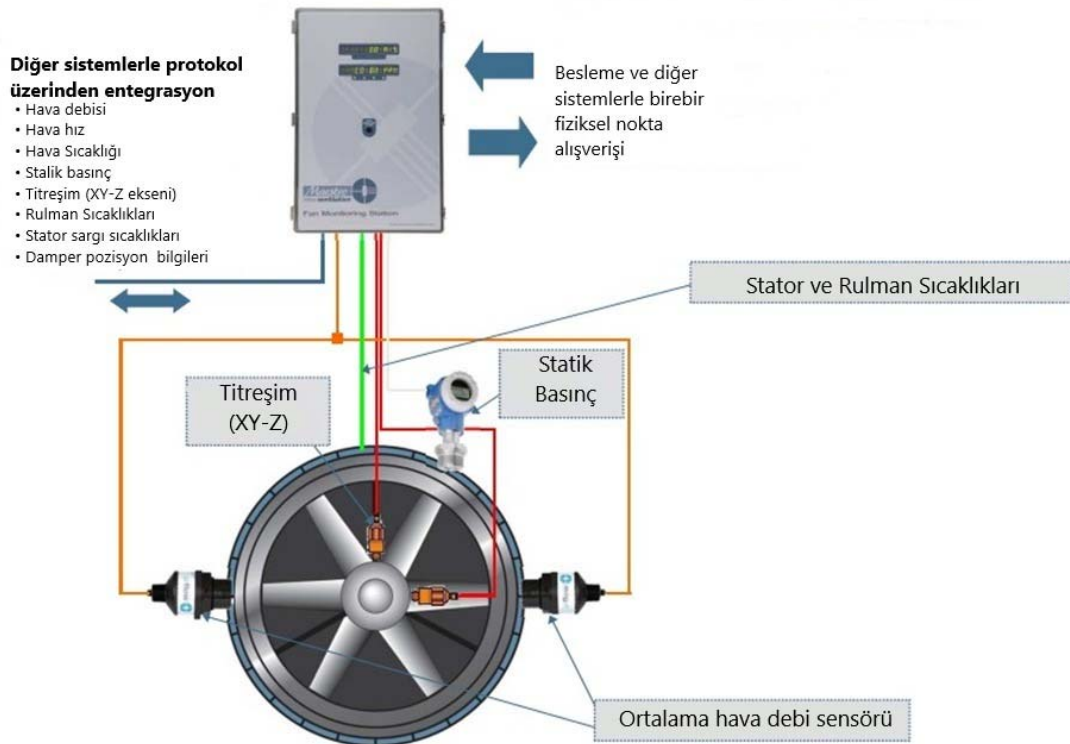 Diğer sistemlerle protokol
üzerinden entegrasyon
• Hava debisi
• Hava hız
• Hava Sıcaklığı
• Stalik basınç
• Titreşim (XY-Z ekseni)
• Rulman Sıcaklıkları
• Stator sargı sıcaklıkları
• Damper pozisyon bilgileri
Fan Monitoring Station
Besleme ve diğer
sistemlerle birebir
fiziksel nokta
alışverişi
Stator ve Rulman Sıcaklıkları
Statik
Basınç
Titreşim
(XY-Z)
Ortalama hava debi sensörü